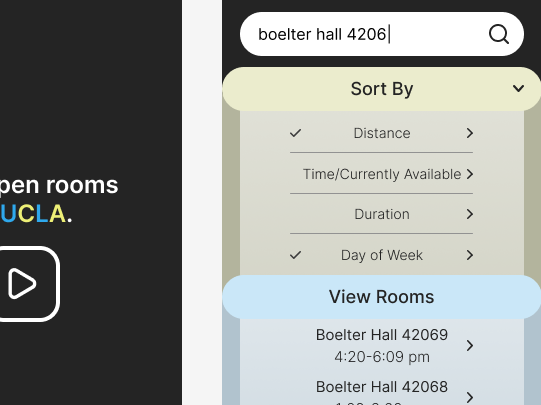 pen rooms
UCLA.
boelter hall 4206
Sort By
Distance
Time/Currently Available
Duration
Day of Week
View Rooms
Boelter Hall 42069
4:20-6:09 pm
Boelter Hall 42068